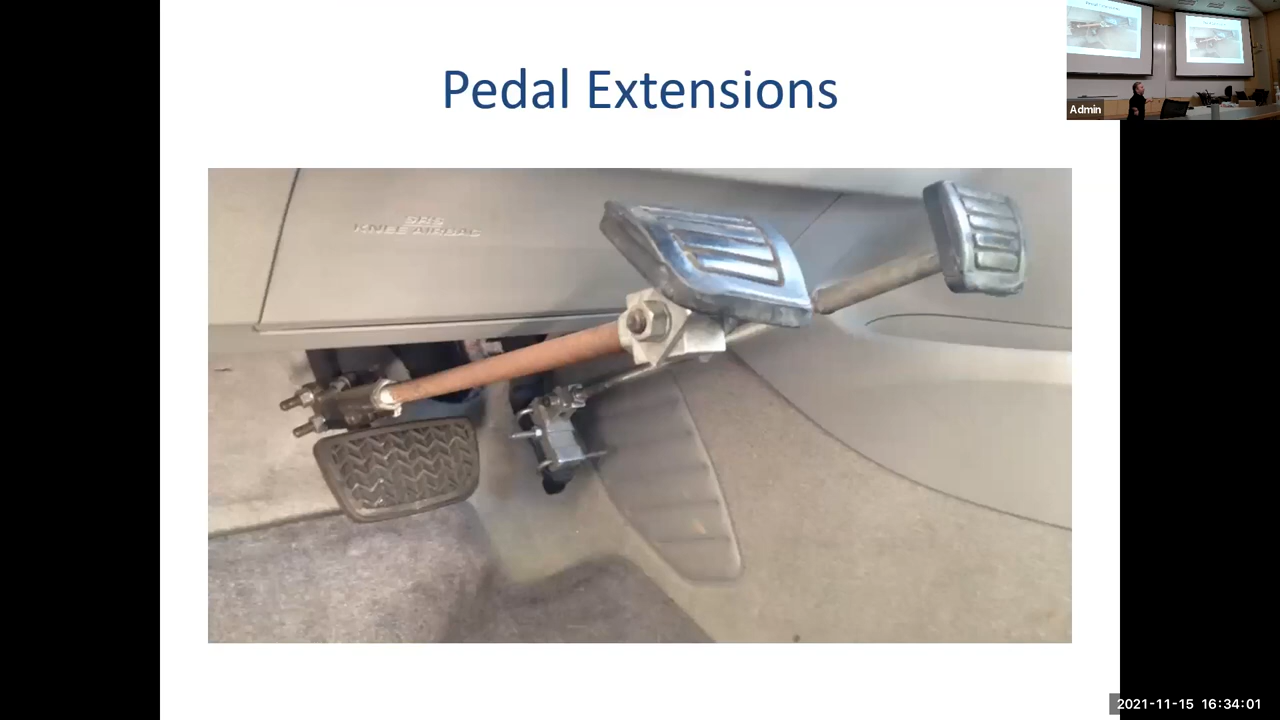 Pedal Extensions
Admin
SRS
KNEE AIRBAG
2021-11-15 16:34:01